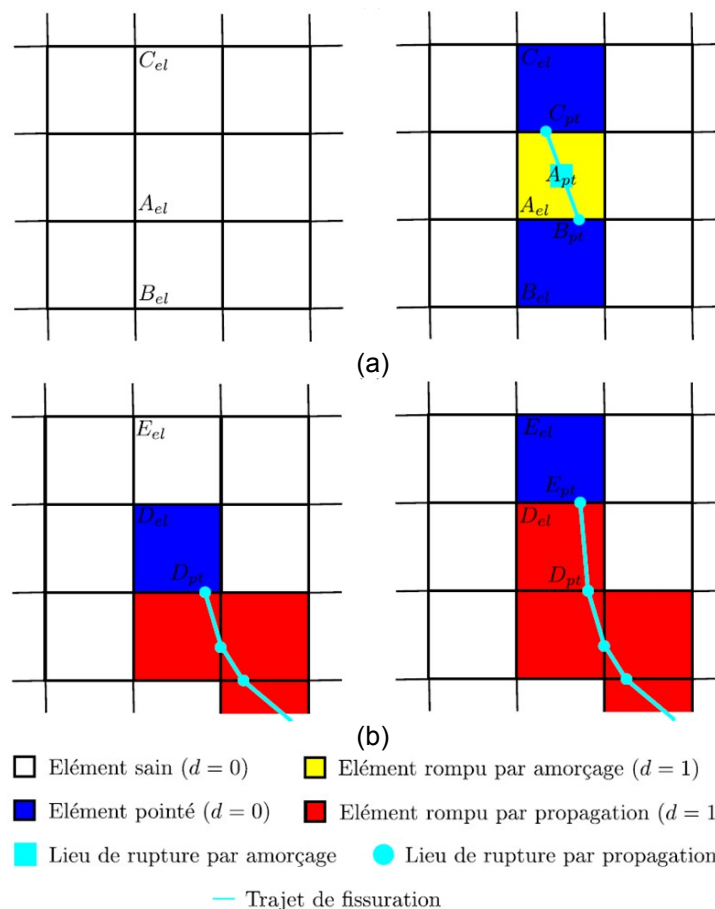 C_el
A_el
B_el
C_el
C_pt
A_pt
A_el
B_pt
B_el
(a)
E_el
D_el
D_pt
E_el
E_pt
D_el
D_pt
(b)
Elément sain (d = 0)
Elément rompu par amorçage (d = 1)
Elément pointé (d = 0)
Elément rompu par propagation (d = 1
Lieu de rupture par amorçage
Lieu de rupture par propagation
Trajet de fissuration